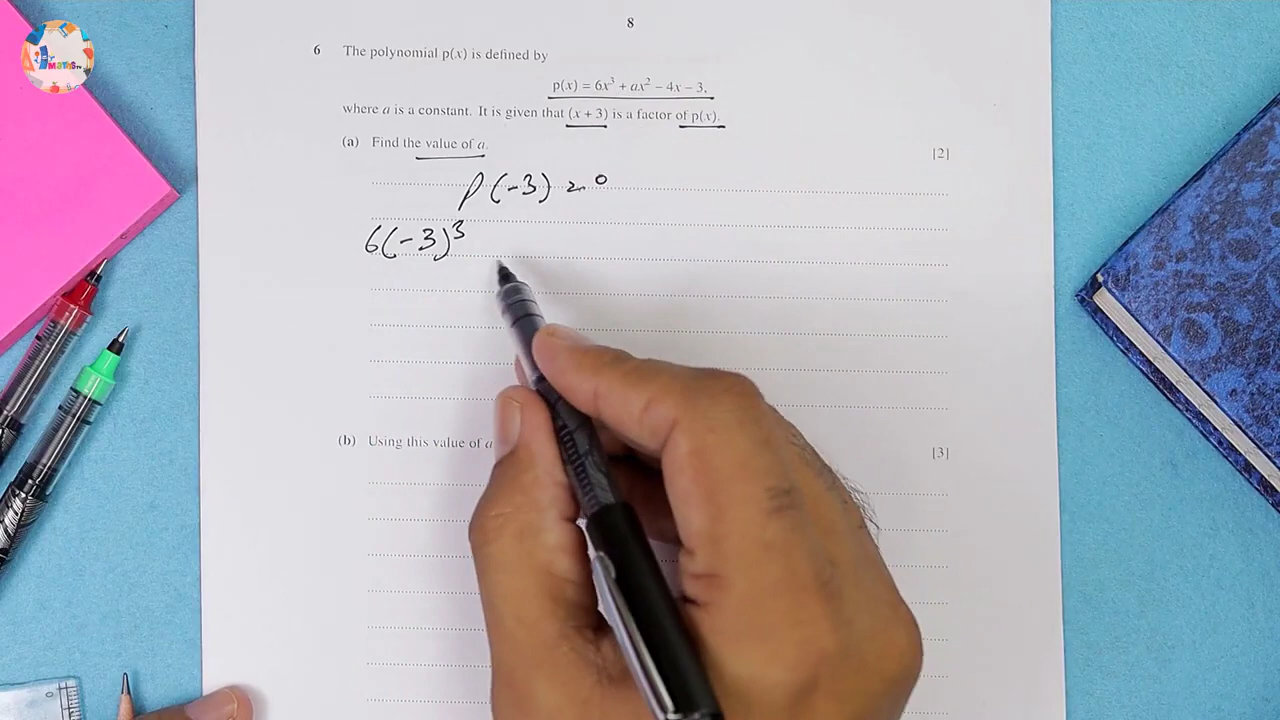 8
6 The polynomial p(x) is defined by
p(x) = 6x³ + ax² − 4x − 3,
where a is a constant. It is given that (x + 3) is a factor of p(x).
(a) Find the value of a. [2]
P(-3) = 0
6(-3)³
(b) Using this value of a [3]